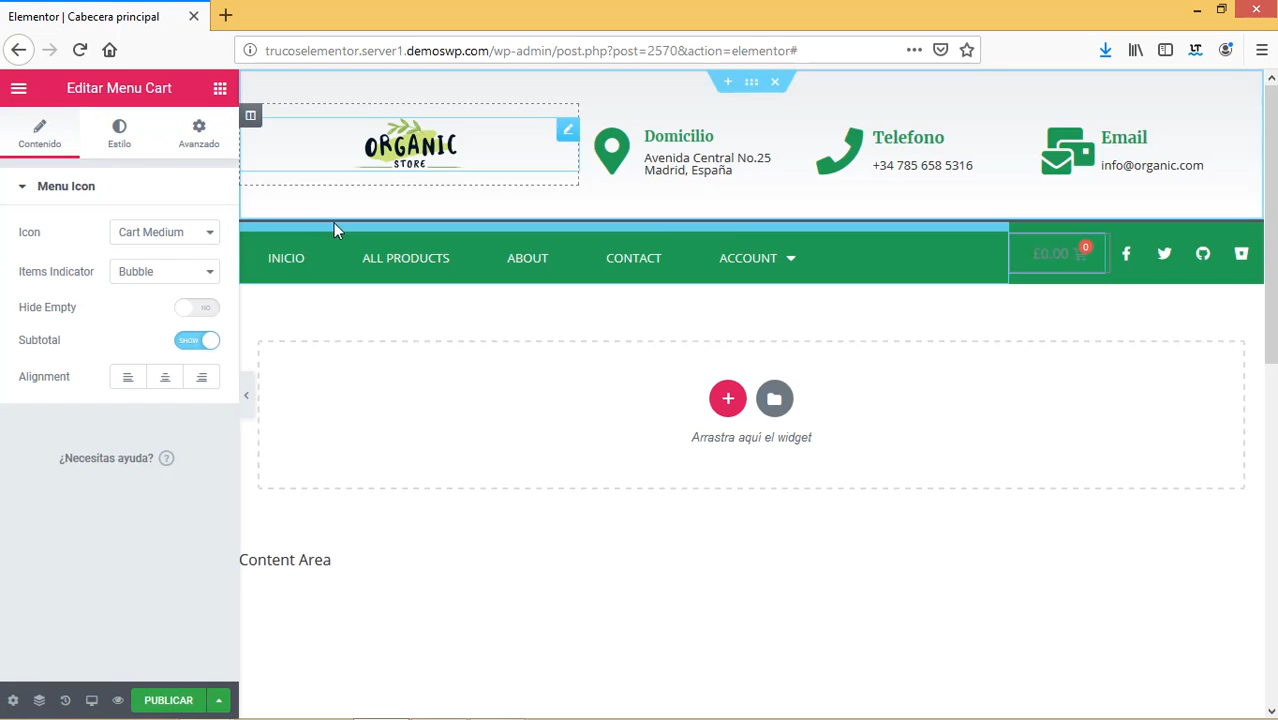 Elementor | Cabecera principal
trucoselementor.server1.demoswp.com/wp-admin/post.php?post=2570&action=elementor#
Editar Menu Cart
Contenido
Estilo
Avanzado
Menu Icon
Icon
Cart Medium
Items Indicator
Bubble
Hide Empty
NO
Subtotal
SHOW
Alignment
¿Necesitas ayuda? ?
PUBLICAR
ORGANIC
STORE
Domicilio
Avenida Central No.25
Madrid, España
Telefono
+34 785 658 5316
Email
info@organic.com
INICIO
ALL PRODUCTS
ABOUT
CONTACT
ACCOUNT
£0.00
0
Arrastra aquí el widget
Content Area